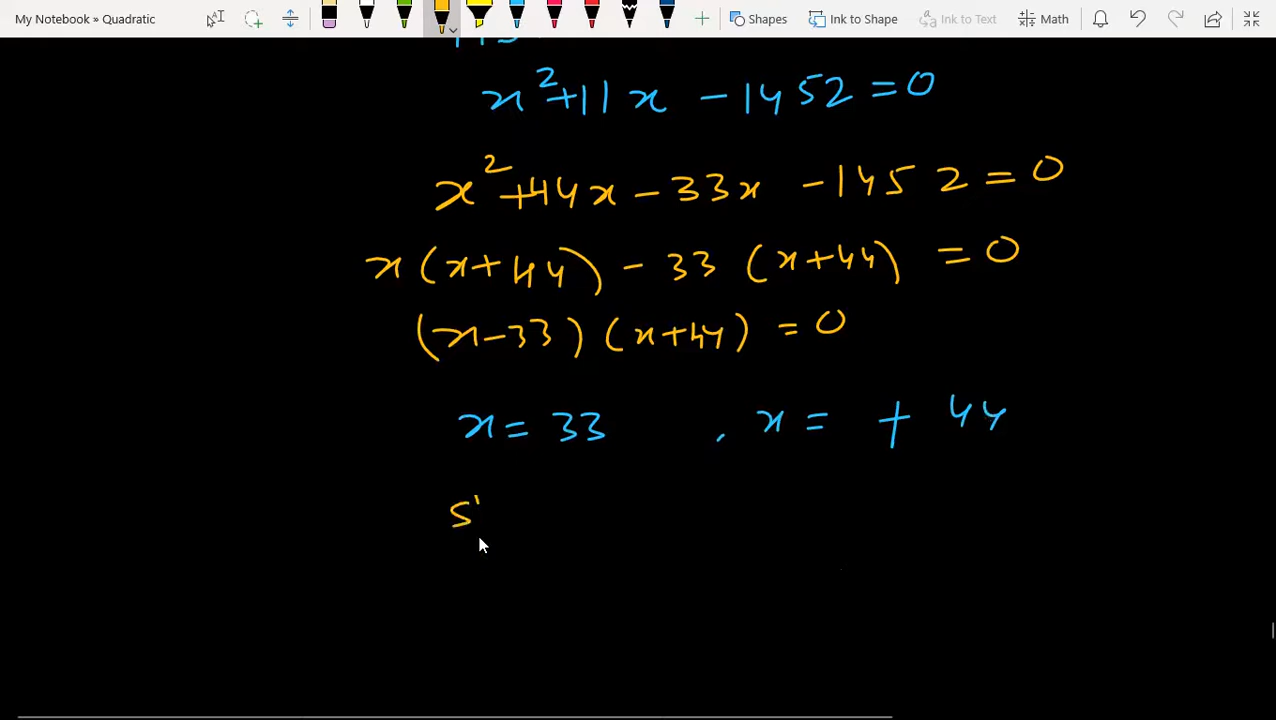 My Notebook » Quadratic Shapes Ink to Shape Ink to Text Math
x²+11x - 1452 = 0
x²+44x - 33x - 1452 = 0
x(x+44) - 33 (x+44) = 0
(x-33) (x+44) = 0
x = 33 , x = + 44